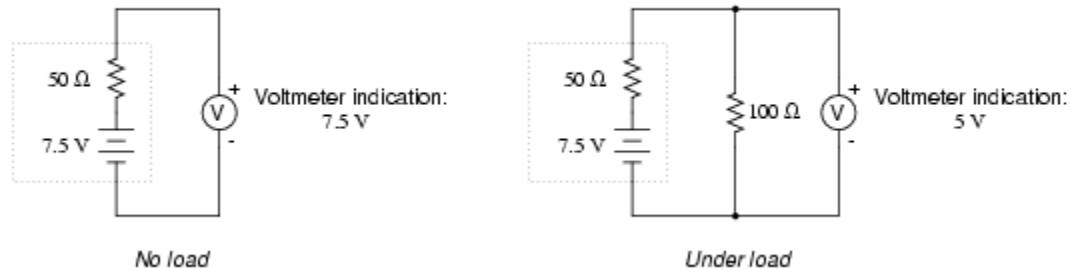 50 Ω
7.5 V
V
+
-
Voltmeter indication:
7.5 V
No load
50 Ω
7.5 V
100 Ω
V
+
-
Voltmeter indication:
5 V
Under load